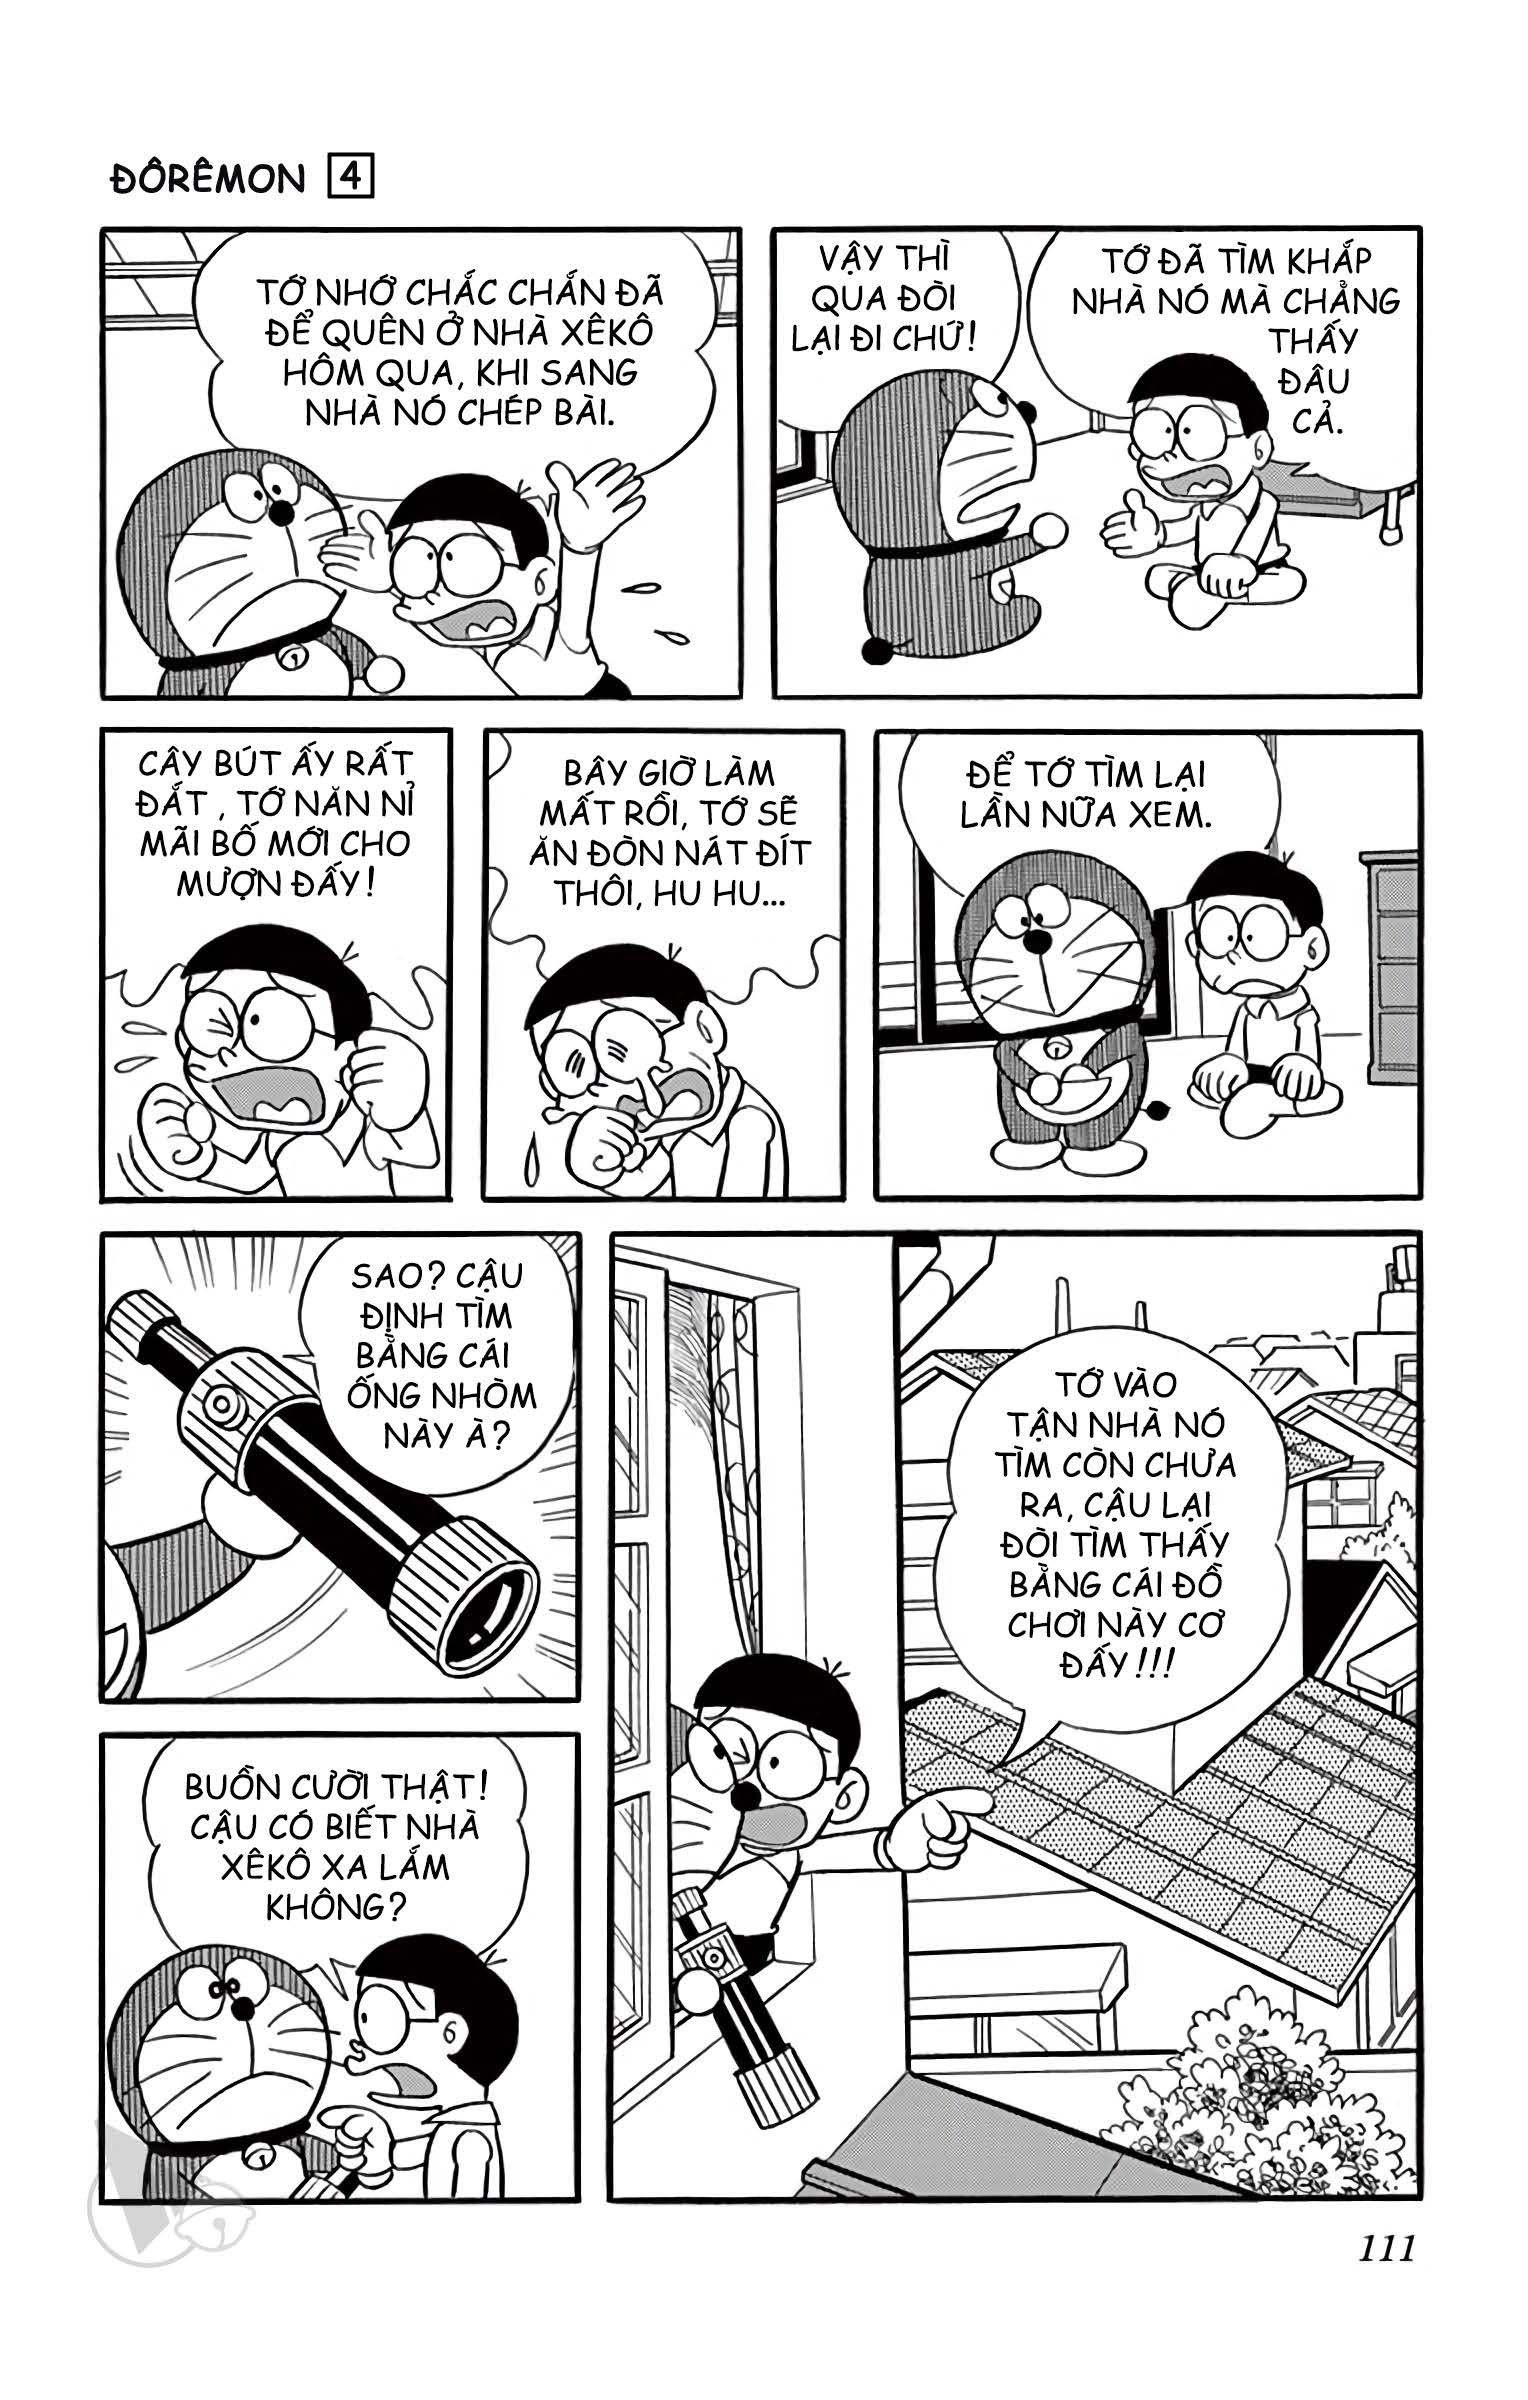 ĐÔRÊMON 4
TỚ NHỚ CHẮC CHẮN ĐÃ
ĐỂ QUÊN Ở NHÀ XÊKÔ
HÔM QUA, KHI SANG
NHÀ NÓ CHÉP BÀI.
VẬY THÌ
QUA ĐÒI
LẠI ĐI CHỨ!
TỚ ĐÃ TÌM KHẮP
NHÀ NÓ MÀ CHẲNG
THẤY
ĐÂU
CẢ.
CÂY BÚT ẤY RẤT
ĐẮT , TỚ NĂN NỈ
MÃI BỐ MỚI CHO
MƯỢN ĐẤY!
BÂY GIỜ LÀM
MẤT RỒI, TỚ SẼ
ĂN ĐÒN NÁT ĐÍT
THÔI, HU HU...
ĐỂ TỚ TÌM LẠI
LẦN NỮA XEM.
SAO? CẬU
ĐỊNH TÌM
BẰNG CÁI
ỐNG NHÒM
NÀY À?
TỚ VÀO
TẬN NHÀ NÓ
TÌM CÒN CHƯA
RA, CẬU LẠI
ĐÒI TÌM THẤY
BẰNG CÁI ĐỒ
CHƠI NÀY CƠ
ĐẤY!!!
BUỒN CƯỜI THẬT!
CẬU CÓ BIẾT NHÀ
XÊKÔ XA LẮM
KHÔNG?
111